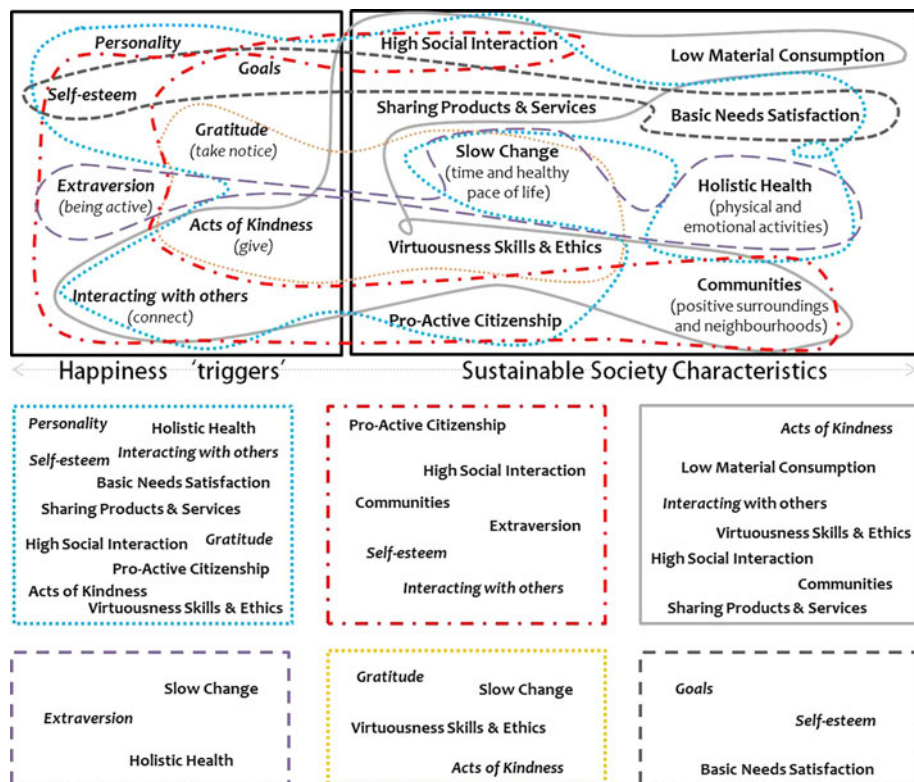 Personality
High Social Interaction
Low Material Consumption
Goals
Self-esteem
Sharing Products & Services
Basic Needs Satisfaction
Gratitude
(take notice)
Slow Change
(time and healthy
pace of life)
Extraversion
(being active)
Holistic Health
(physical and
emotional activities)
Acts of Kindness
(give)
Virtuousness Skills & Ethics
Interacting with others
(connect)
Communities
(positive surroundings
and neighbourhoods)
Pro-Active Citizenship
Happiness 'triggers'
Sustainable Society Characteristics
Personality
Holistic Health
Self-esteem
Interacting with others
Basic Needs Satisfaction
Sharing Products & Services
High Social Interaction
Gratitude
Pro-Active Citizenship
Acts of Kindness
Virtuousness Skills & Ethics
Pro-Active Citizenship
High Social Interaction
Communities
Extraversion
Self-esteem
Interacting with others
Acts of Kindness
Low Material Consumption
Interacting with others
Virtuousness Skills & Ethics
High Social Interaction
Communities
Sharing Products & Services
Slow Change
Extraversion
Holistic Health
Gratitude
Slow Change
Virtuousness Skills & Ethics
Acts of Kindness
Goals
Self-esteem
Basic Needs Satisfaction